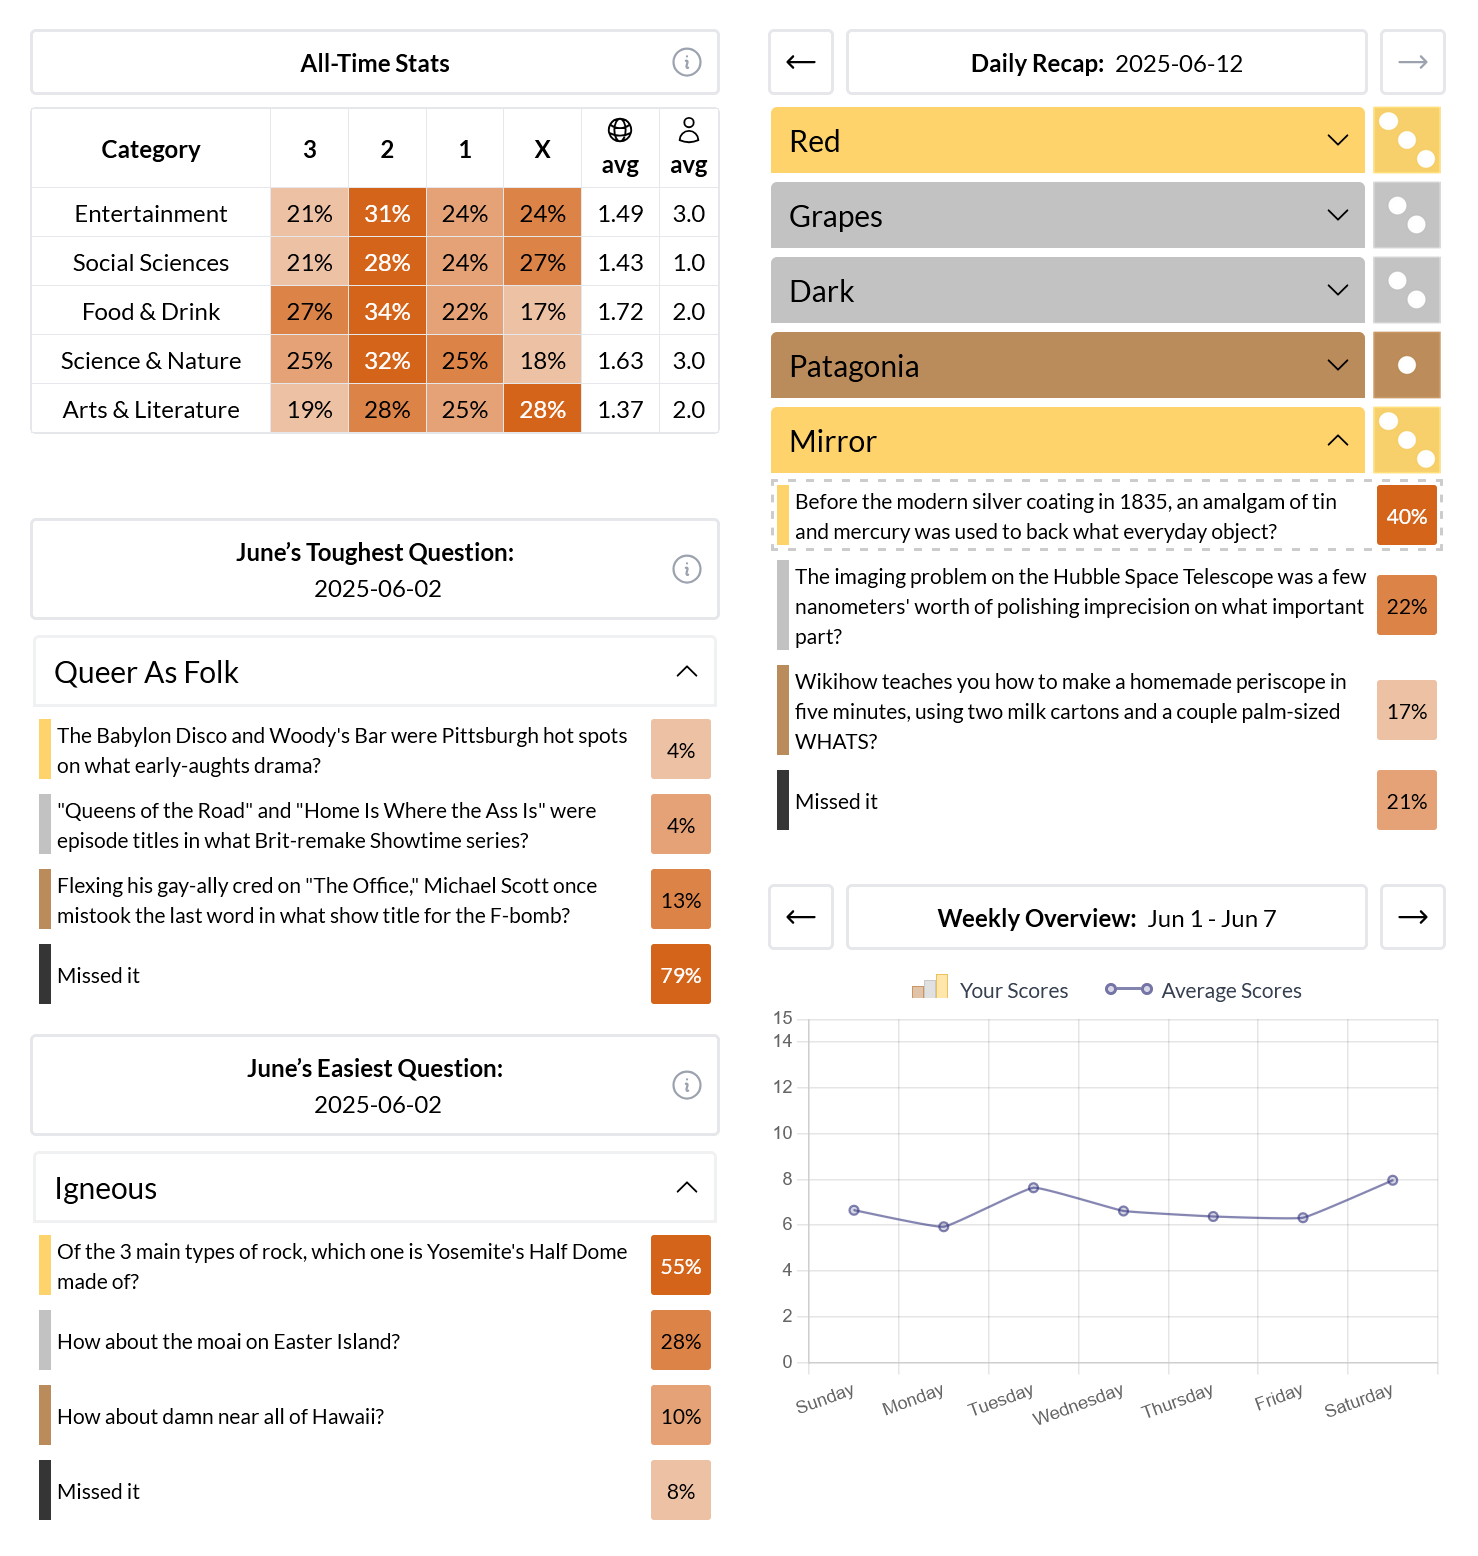 All-Time Stats
Category 3 2 1 X avg avg
Entertainment 21% 31% 24% 24% 1.49 3.0
Social Sciences 21% 28% 24% 27% 1.43 1.0
Food & Drink 27% 34% 22% 17% 1.72 2.0
Science & Nature 25% 32% 25% 18% 1.63 3.0
Arts & Literature 19% 28% 25% 28% 1.37 2.0
June’s Toughest Question:
2025-06-02
Queer As Folk
The Babylon Disco and Woody's Bar were Pittsburgh hot spots
on what early-aughts drama?
4%
"Queens of the Road" and "Home Is Where the Ass Is" were
episode titles in what Brit-remake Showtime series?
4%
Flexing his gay-ally cred on "The Office," Michael Scott once
mistook the last word in what show title for the F-bomb?
13%
Missed it
79%
June’s Easiest Question:
2025-06-02
Igneous
Of the 3 main types of rock, which one is Yosemite's Half Dome
made of?
55%
How about the moai on Easter Island?
28%
How about damn near all of Hawaii?
10%
Missed it
8%
Daily Recap: 2025-06-12
Red
Grapes
Dark
Patagonia
Mirror
Before the modern silver coating in 1835, an amalgam of tin
and mercury was used to back what everyday object?
40%
The imaging problem on the Hubble Space Telescope was a few
nanometers' worth of polishing imprecision on what important
part?
22%
Wikihow teaches you how to make a homemade periscope in
five minutes, using two milk cartons and a couple palm-sized
WHATS?
17%
Missed it
21%
Weekly Overview: Jun 1 - Jun 7
Your Scores Average Scores
15
14
12
10
8
6
4
2
0
Sunday Monday Tuesday Wednesday Thursday Friday Saturday